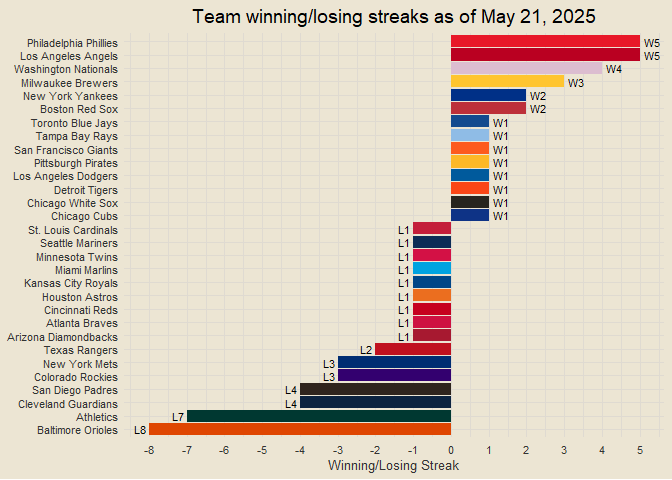 Team winning/losing streaks as of May 21, 2025
Philadelphia Phillies W5
Los Angeles Angels W5
Washington Nationals W4
Milwaukee Brewers W3
New York Yankees W2
Boston Red Sox W2
Toronto Blue Jays W1
Tampa Bay Rays W1
San Francisco Giants W1
Pittsburgh Pirates W1
Los Angeles Dodgers W1
Detroit Tigers W1
Chicago White Sox W1
Chicago Cubs W1
St. Louis Cardinals L1
Seattle Mariners L1
Minnesota Twins L1
Miami Marlins L1
Kansas City Royals L1
Houston Astros L1
Cincinnati Reds L1
Atlanta Braves L1
Arizona Diamondbacks L1
Texas Rangers L2
New York Mets L3
Colorado Rockies L3
San Diego Padres L4
Cleveland Guardians L4
Athletics L7
Baltimore Orioles L8
-8 -7 -6 -5 -4 -3 -2 -1 0 1 2 3 4 5
Winning/Losing Streak